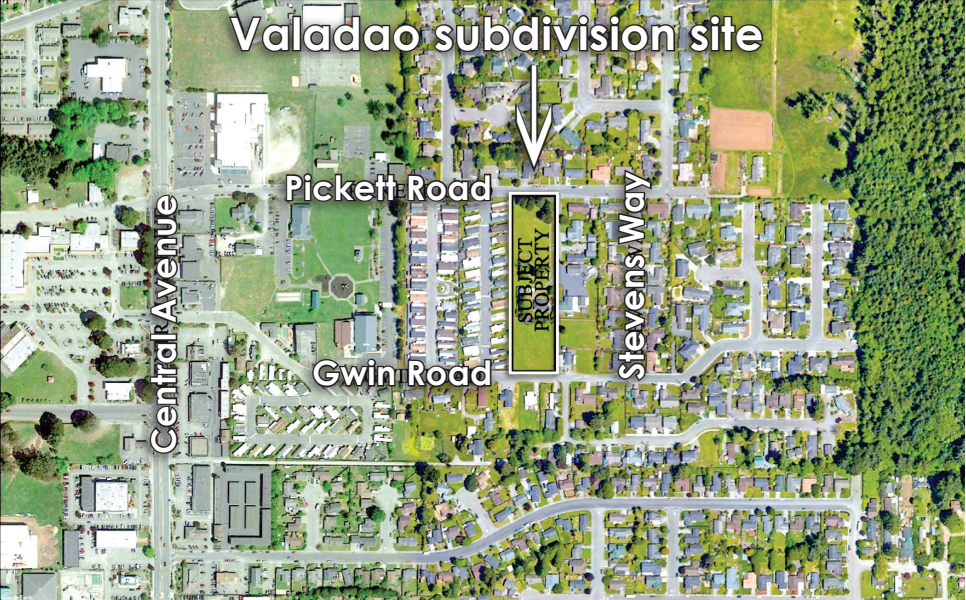 Valadao subdivision site
Pickett Road
SUBJECT
PROPERTY
Stevens Way
Central Avenue
Gwin Road